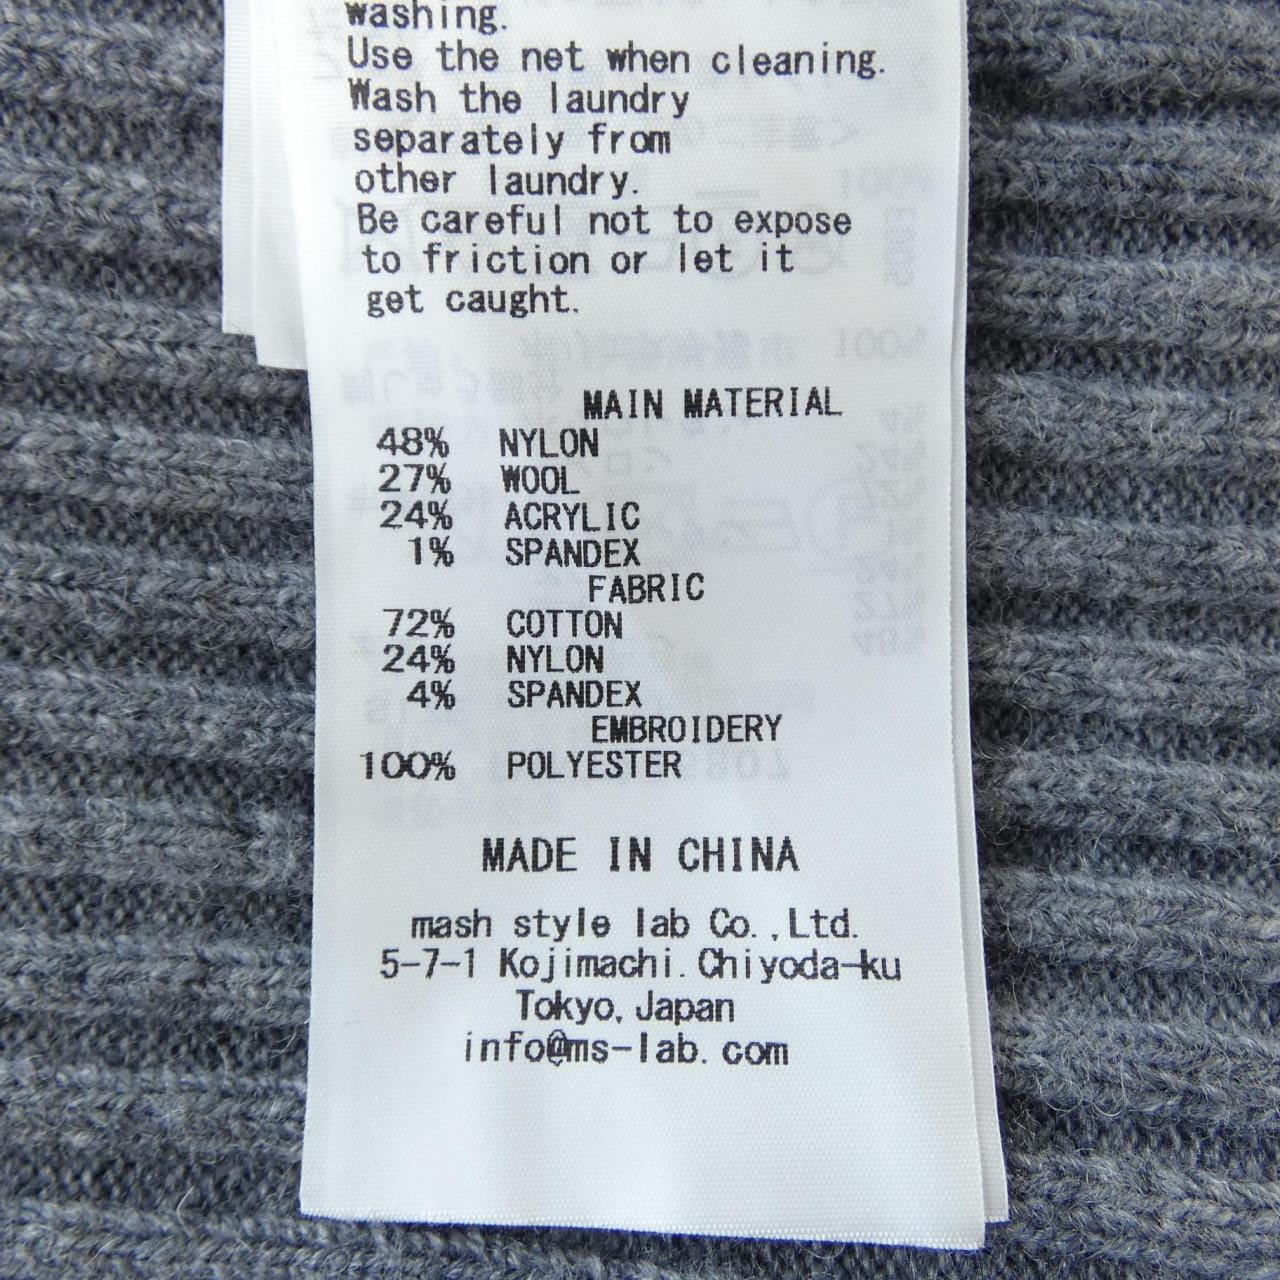 washing.
Use the net when cleaning.
Wash the laundry
separately from
other laundry.
Be careful not to expose
to friction or let it
get caught.
MAIN MATERIAL
48% NYLON
27% WOOL
24% ACRYLIC
1% SPANDEX
FABRIC
72% COTTON
24% NYLON
4% SPANDEX
EMBROIDERY
100% POLYESTER
MADE IN CHINA
mash style lab Co.,Ltd.
5-7-1 Kojimachi.Chiyoda-ku
Tokyo,Japan
info@ms-lab.com